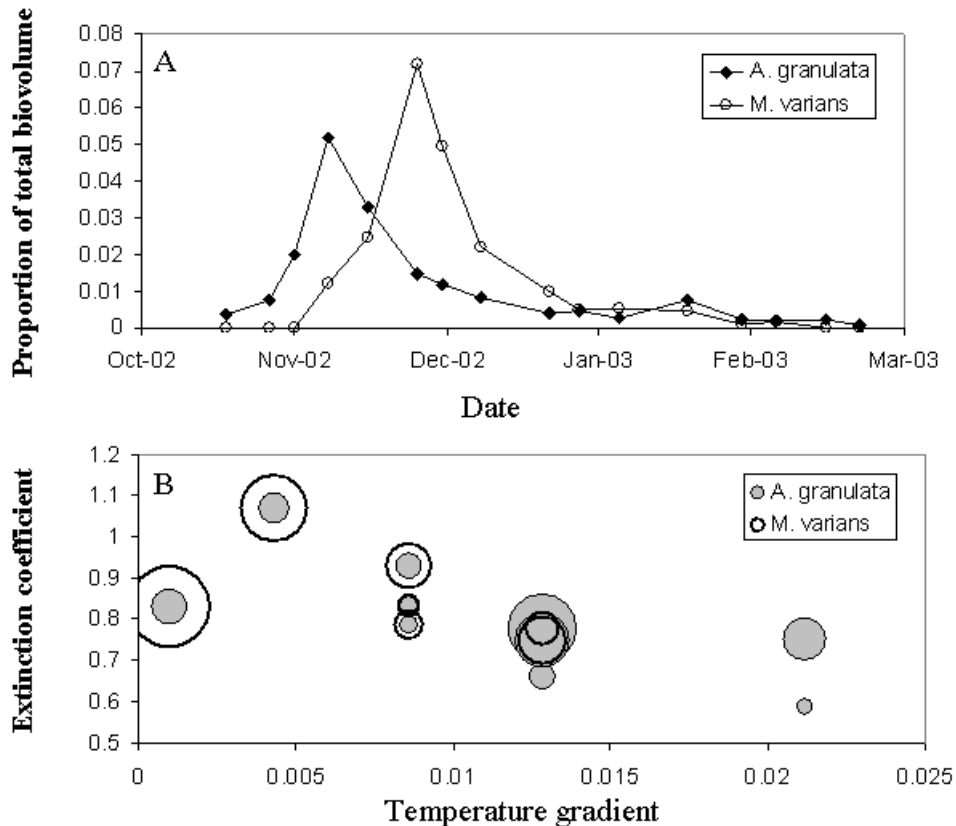 0.08
0.07
0.06
0.05
0.04
0.03
0.02
0.01
0
Proportion of total biovolume
A
A. granulata
M. varians
Oct-02 Nov-02 Dec-02 Jan-03 Feb-03 Mar-03
Date
1.2
1.1
1
0.9
0.8
0.7
0.6
0.5
Extinction coefficient
B
A. granulata
M. varians
0 0.005 0.01 0.015 0.02 0.025
Temperature gradient